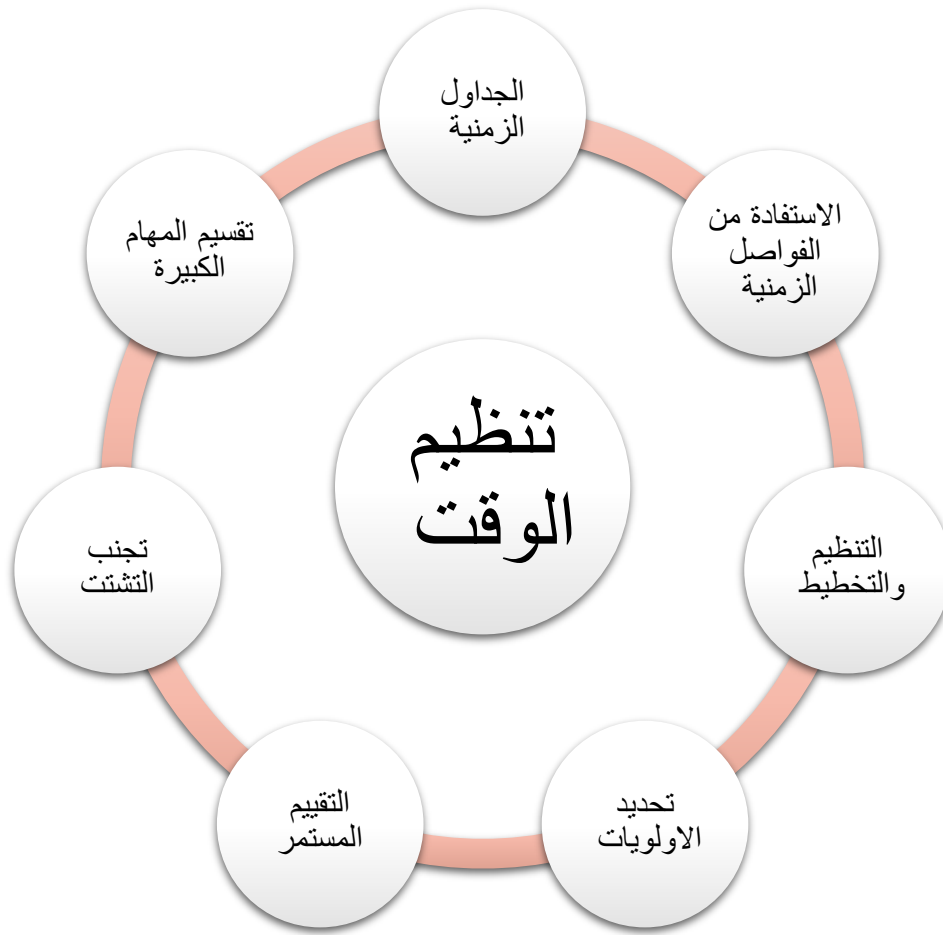 الجداول
الزمنية
الاستفادة من
الفواصل
الزمنية
التنظيم
والتخطيط
تحديد
الاولويات
التقييم
المستمر
تجنب
التشتت
تقسيم المهام
الكبيرة
تنظيم
الوقت